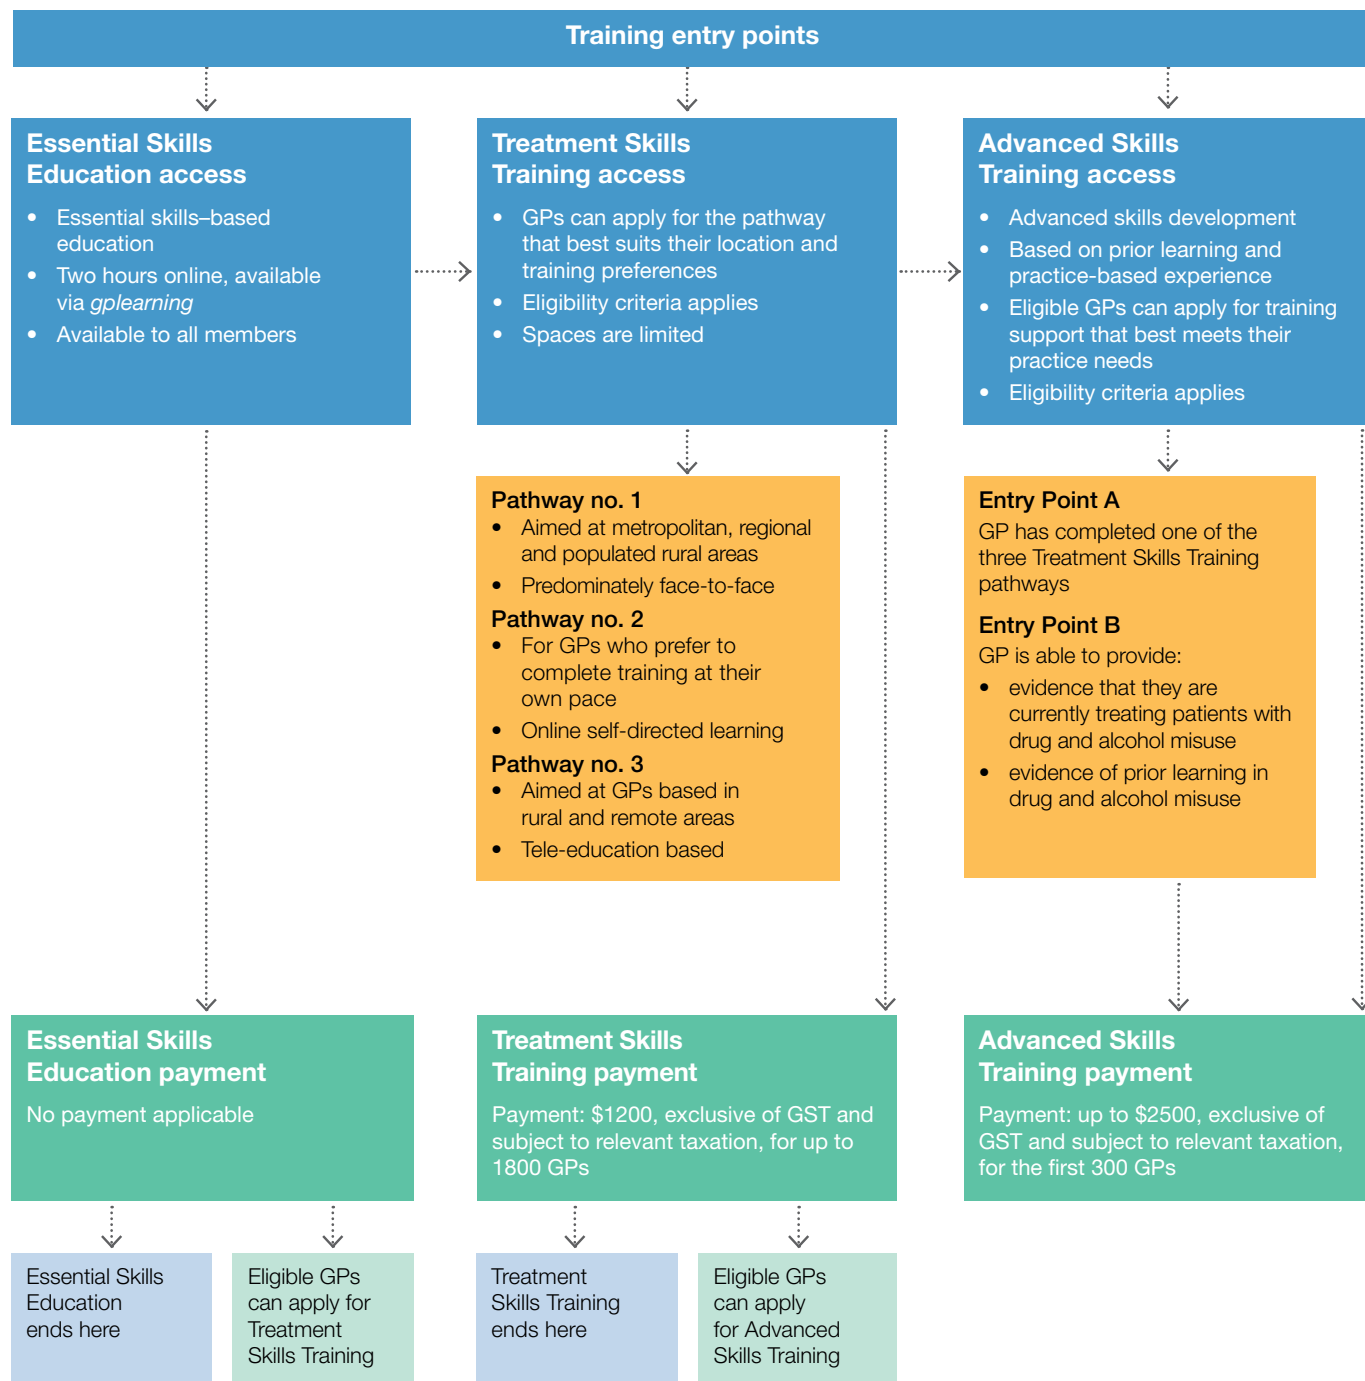 Training entry points
Essential Skills
Education access
• Essential skills–based
education
• Two hours online, available
via gplearning
• Available to all members
Treatment Skills
Training access
• GPs can apply for the pathway
that best suits their location and
training preferences
• Eligibility criteria applies
• Spaces are limited
Advanced Skills
Training access
• Advanced skills development
• Based on prior learning and
practice-based experience
• Eligible GPs can apply for training
support that best meets their
practice needs
• Eligibility criteria applies
Pathway no. 1
• Aimed at metropolitan, regional
and populated rural areas
• Predominately face-to-face
Pathway no. 2
• For GPs who prefer to
complete training at their
own pace
• Online self-directed learning
Pathway no. 3
• Aimed at GPs based in
rural and remote areas
• Tele-education based
Entry Point A
GP has completed one of the
three Treatment Skills Training
pathways
Entry Point B
GP is able to provide:
• evidence that they are
currently treating patients with
drug and alcohol misuse
• evidence of prior learning in
drug and alcohol misuse
Essential Skills
Education payment
No payment applicable
Treatment Skills
Training payment
Payment: $1200, exclusive of GST and
subject to relevant taxation, for up to
1800 GPs
Advanced Skills
Training payment
Payment: up to $2500, exclusive of
GST and subject to relevant taxation,
for the first 300 GPs
Essential Skills
Education
ends here
Eligible GPs
can apply for
Treatment
Skills Training
Treatment
Skills Training
ends here
Eligible GPs
can apply
for Advanced
Skills Training